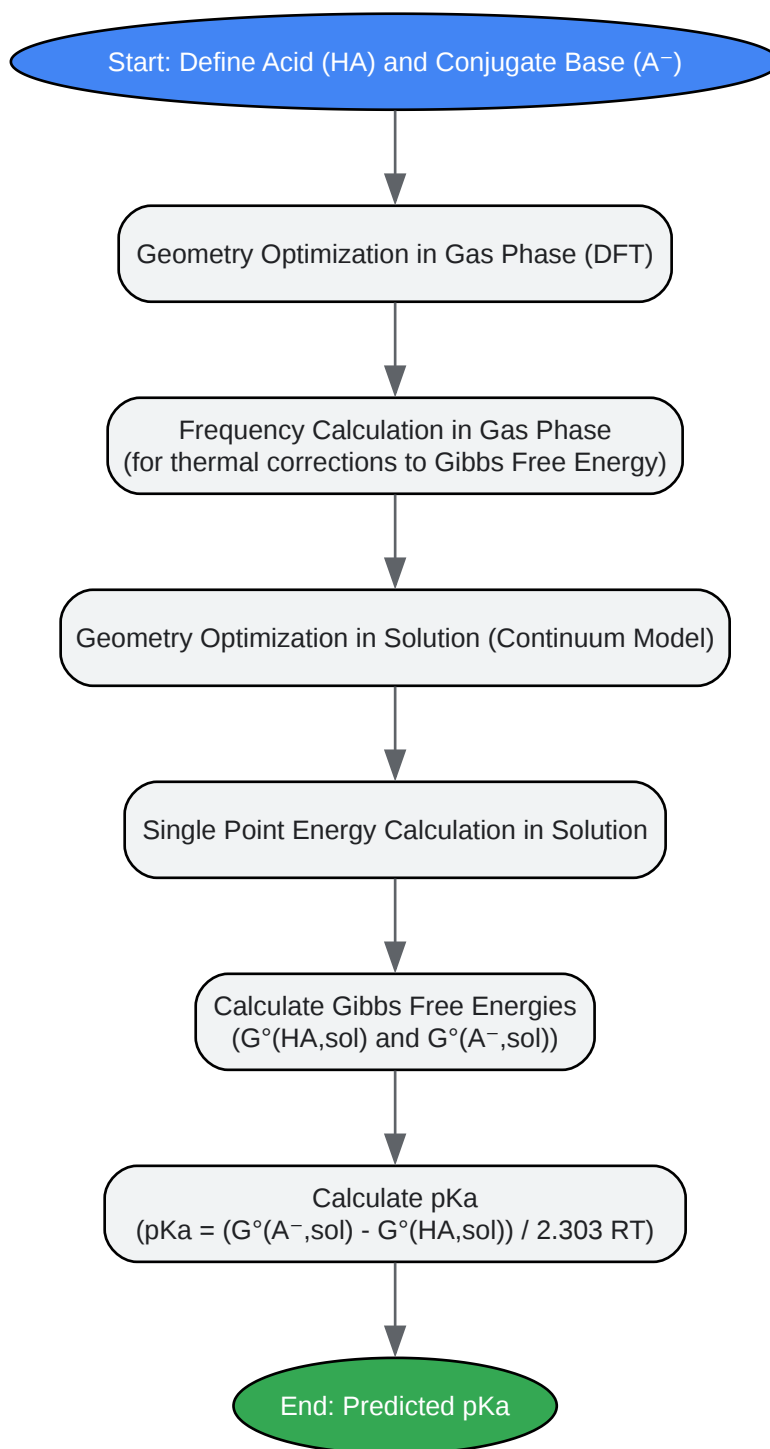 Start: Define Acid (HA) and Conjugate Base (A⁻)
Geometry Optimization in Gas Phase (DFT)
Frequency Calculation in Gas Phase
(for thermal corrections to Gibbs Free Energy)
Geometry Optimization in Solution (Continuum Model)
Single Point Energy Calculation in Solution
Calculate Gibbs Free Energies
(G°(HA,sol) and G°(A⁻,sol))
Calculate pKa
(pKa = (G°(A⁻,sol) - G°(HA,sol)) / 2.303 RT)
End: Predicted pKa